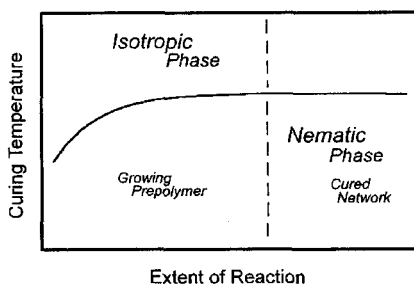 Isotropic
Phase
Nematic
Phase
Growing
Prepolymer
Cured
Network
Curing Temperature
Extent of Reaction